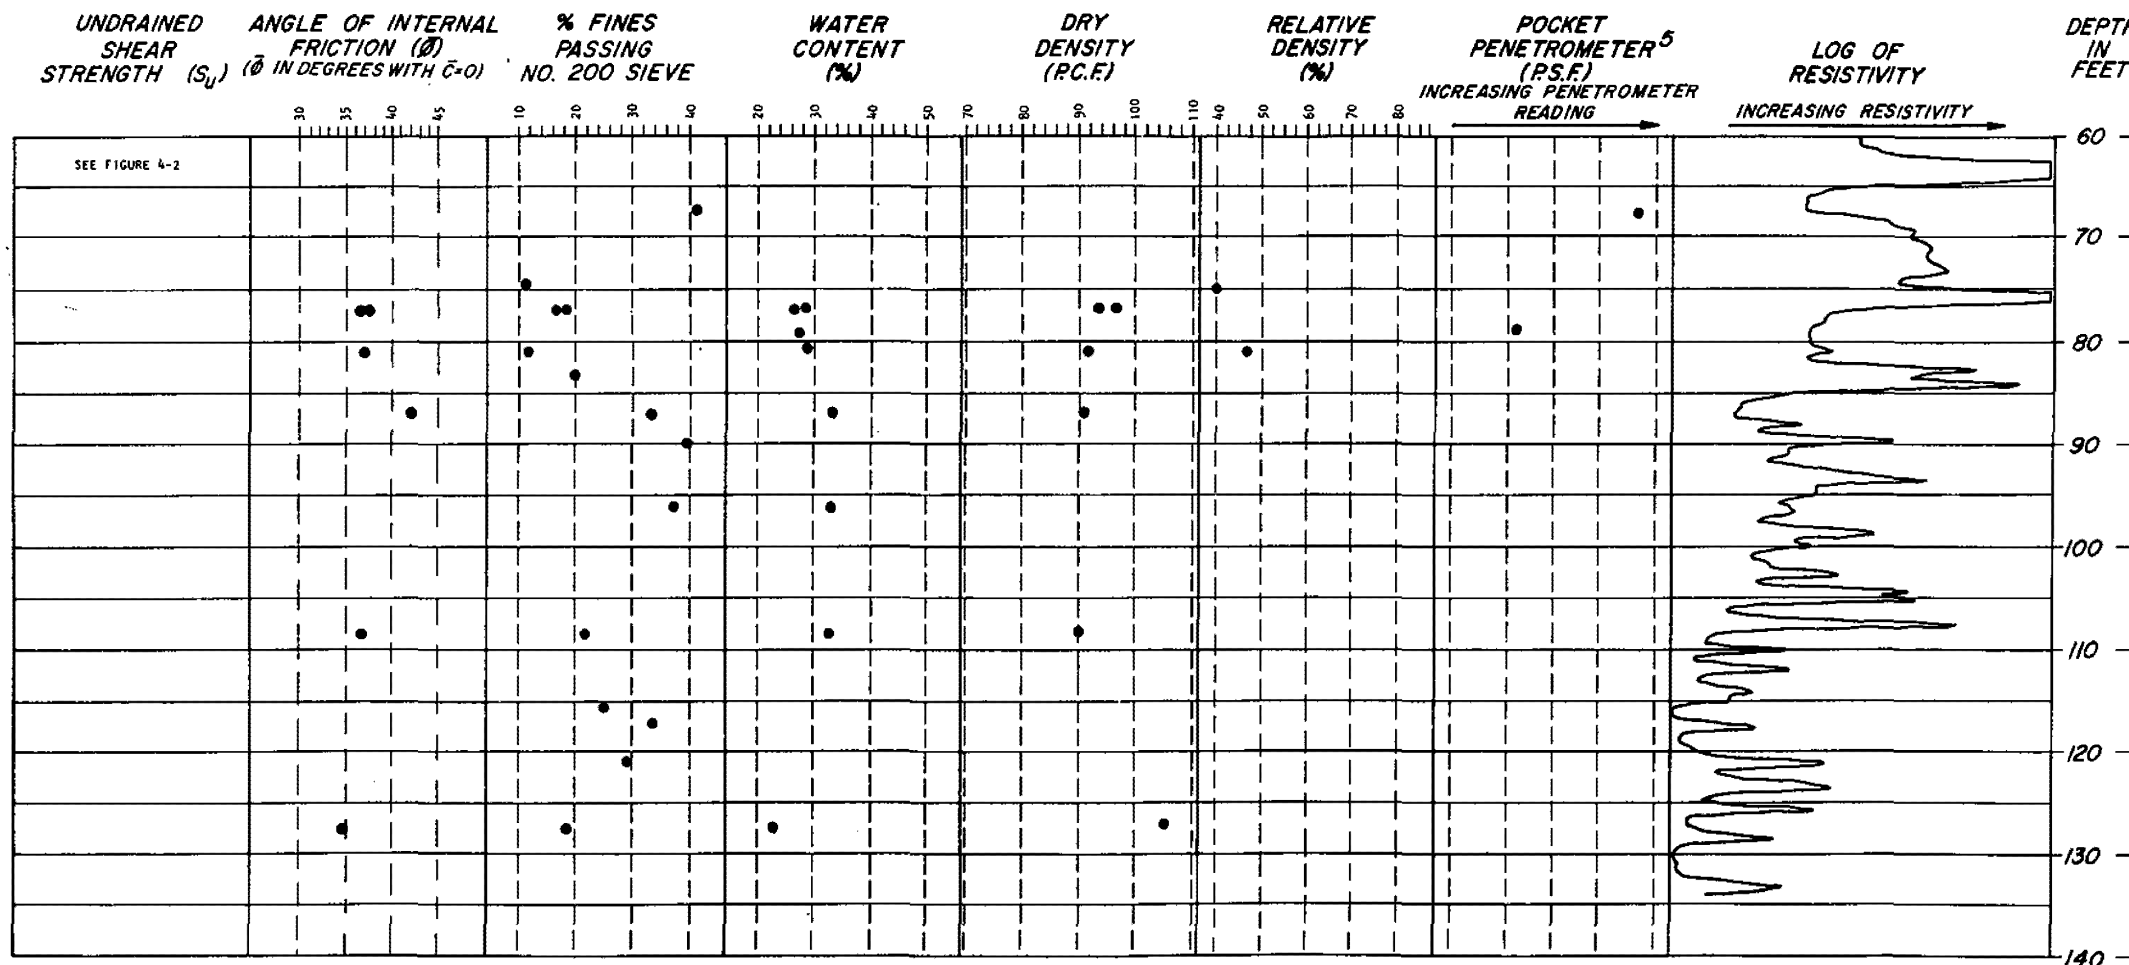 UNDRAINED
SHEAR
STRENGTH (Su)
ANGLE OF INTERNAL
FRICTION (φ̄)
(φ̄ IN DEGREES WITH C̄=0)
% FINES
PASSING
NO. 200 SIEVE
WATER
CONTENT
(%)
DRY
DENSITY
(P.C.F.)
RELATIVE
DENSITY
(%)
POCKET
PENETROMETER5
(P.S.F.)
INCREASING PENETROMETER
READING
LOG OF
RESISTIVITY
INCREASING RESISTIVITY
DEPTH
IN
FEET
30 35 40 45
10 20 30 40
20 30 40 50
70 80 90 100 110
40 50 60 70 80
SEE FIGURE 4-2
60
70
80
90
100
110
120
130
140